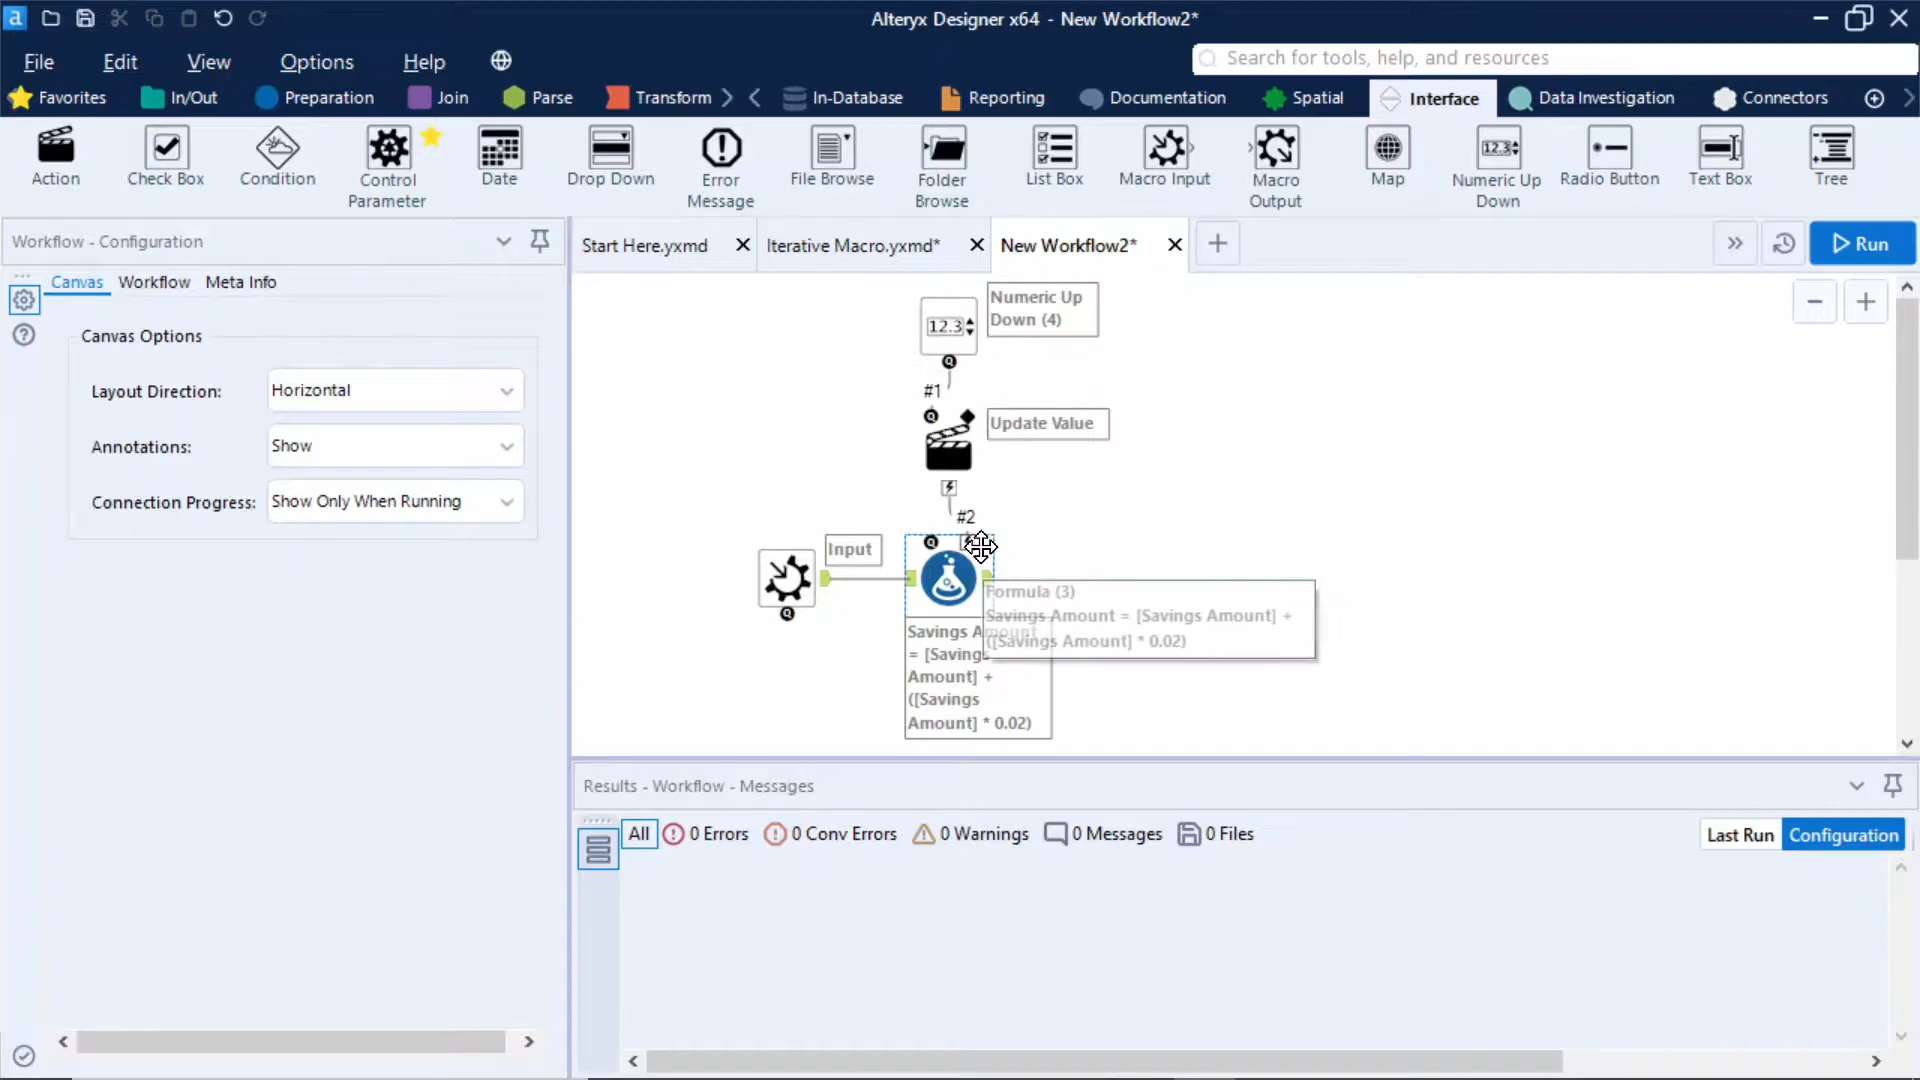 a
Alteryx Designer x64 - New Workflow2*
File Edit View Options Help
Search for tools, help, and resources
Favorites In/Out Preparation Join Parse Transform In-Database Reporting Documentation Spatial Interface Data Investigation Connectors
Action
Check Box
Condition
Control
Parameter
Date
Drop Down
Error
Message
File Browse
Folder
Browse
List Box
Macro Input
Macro
Output
Map
12.3
Numeric Up
Down
Radio Button
Text Box
Tree
Workflow - Configuration
Start Here.yxmd
Iterative Macro.yxmd*
New Workflow2*
Run
Canvas Workflow Meta Info
Canvas Options
Layout Direction: Horizontal
Annotations: Show
Connection Progress: Show Only When Running
12.3
Numeric Up
Down (4)
Q
#1
Q
Update Value
#2
Input
Q
Q
Savings Amount
= [Savings
Amount] +
([Savings
Amount] * 0.02)
Formula (3)
Savings Amount = [Savings Amount] +
([Savings Amount] * 0.02)
Results - Workflow - Messages
All 0 Errors 0 Conv Errors 0 Warnings 0 Messages 0 Files
Last Run Configuration